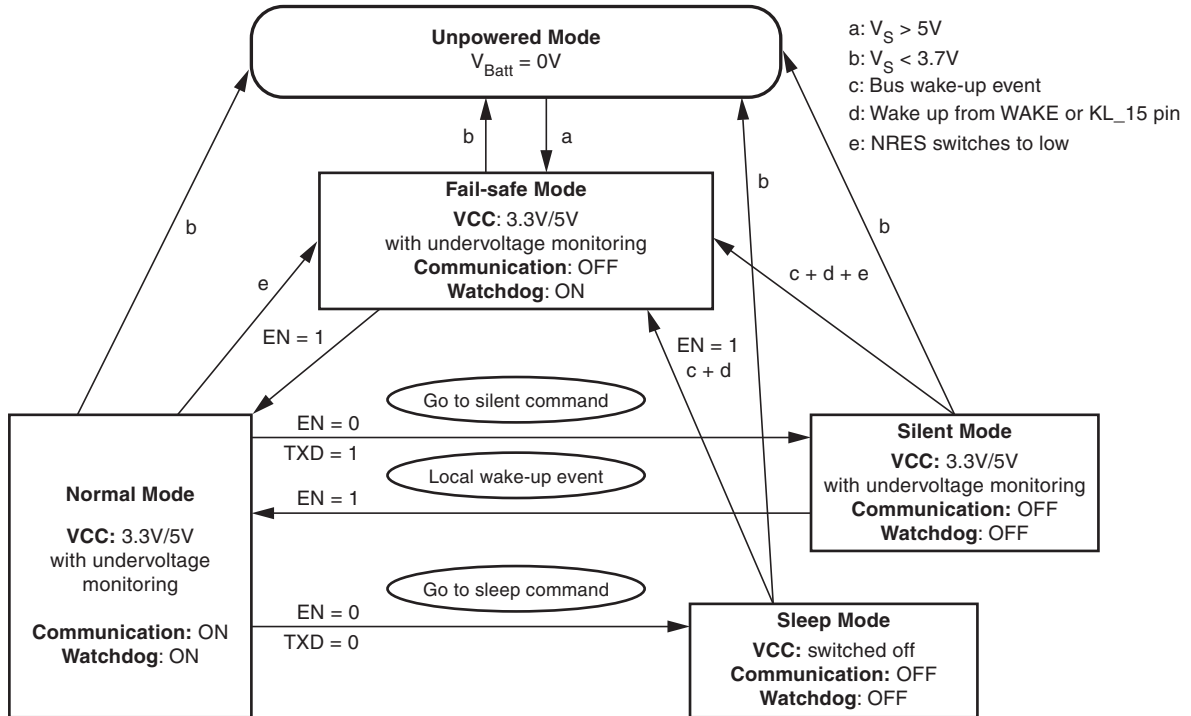 Unpowered Mode
V_Batt = 0V
a: V_S > 5V
b: V_S < 3.7V
c: Bus wake-up event
d: Wake up from WAKE or KL_15 pin
e: NRES switches to low
b
a
b
b
b
Fail-safe Mode
VCC: 3.3V/5V
with undervoltage monitoring
Communication: OFF
Watchdog: ON
e
c + d + e
EN = 1
EN = 1
c + d
Go to silent command
EN = 0
TXD = 1
Local wake-up event
EN = 1
Go to sleep command
EN = 0
TXD = 0
Normal Mode
VCC: 3.3V/5V
with undervoltage
monitoring
Communication: ON
Watchdog: ON
Silent Mode
VCC: 3.3V/5V
with undervoltage monitoring
Communication: OFF
Watchdog: OFF
Sleep Mode
VCC: switched off
Communication: OFF
Watchdog: OFF